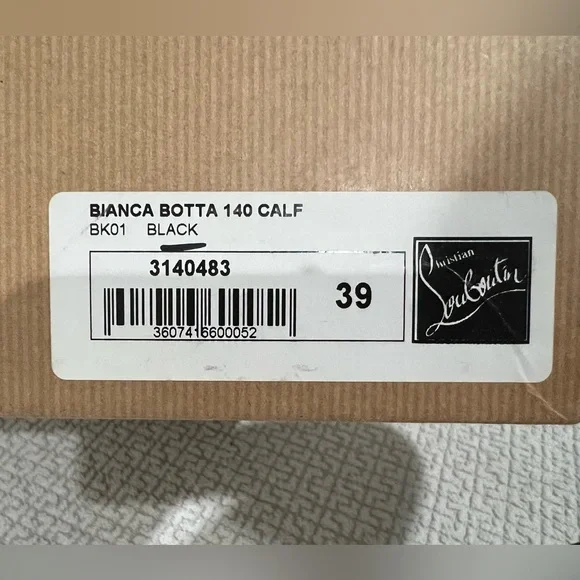 BIANCA BOTTA 140 CALF
BK01 BLACK
3140483
39
3607416600052
Christian
Louboutin